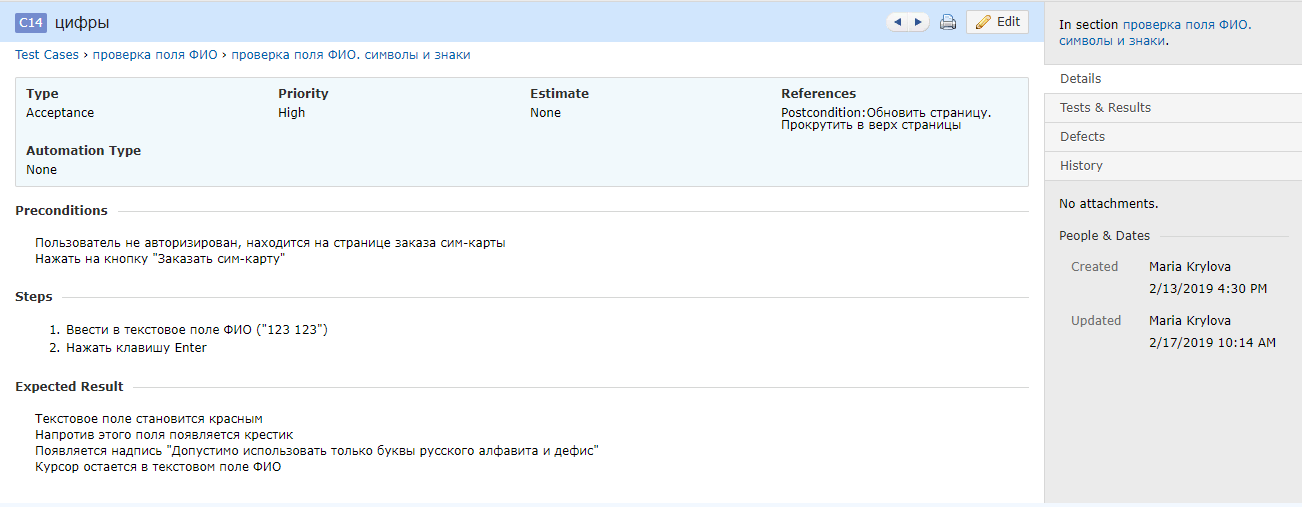 C14 цифры
Edit
Test Cases › проверка поля ФИО › проверка поля ФИО. символы и знаки
Type
Acceptance
Priority
High
Estimate
None
References
Postcondition:Обновить страницу.
Прокрутить в верх страницы
Automation Type
None
Preconditions
Пользователь не авторизирован, находится на странице заказа сим-карты
Нажать на кнопку "Заказать сим-карту"
Steps
1. Ввести в текстовое поле ФИО ("123 123")
2. Нажать клавишу Enter
Expected Result
Текстовое поле становится красным
Напротив этого поля появляется крестик
Появляется надпись "Допустимо использовать только буквы русского алфавита и дефис"
Курсор остается в текстовом поле ФИО
In section проверка поля ФИО.
символы и знаки.
Details
Tests & Results
Defects
History
No attachments.
People & Dates
Created Maria Krylova
2/13/2019 4:30 PM
Updated Maria Krylova
2/17/2019 10:14 AM